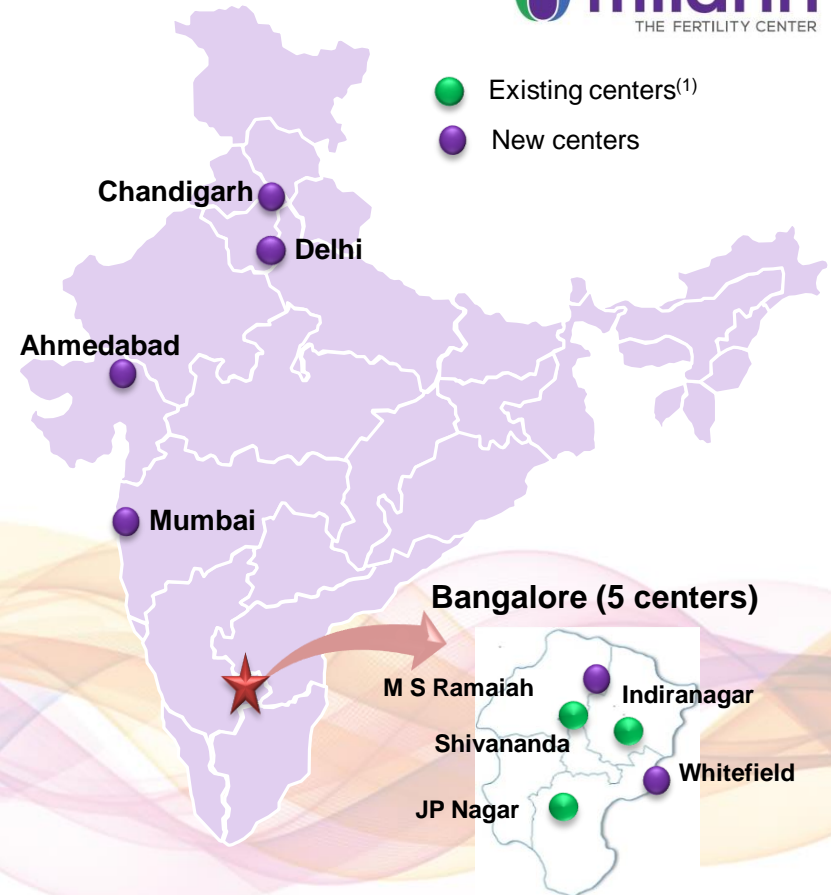 milann
THE FERTILITY CENTER
Existing centers(1)
New centers
Chandigarh
Delhi
Ahmedabad
Mumbai
Bangalore (5 centers)
M S Ramaiah
Indiranagar
Shivananda
Whitefield
JP Nagar